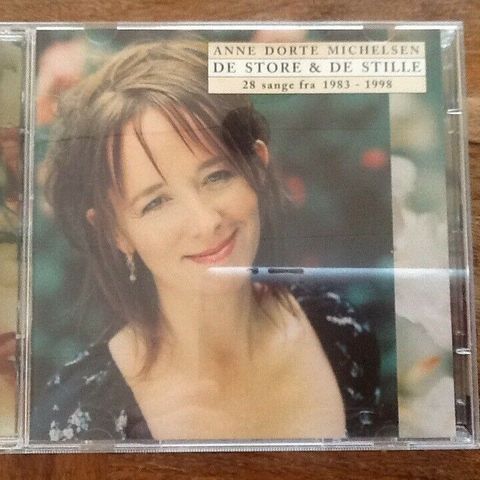 ANNE DORTE MICHELSEN
DE STORE & DE STILLE
28 sange fra 1983 - 1998